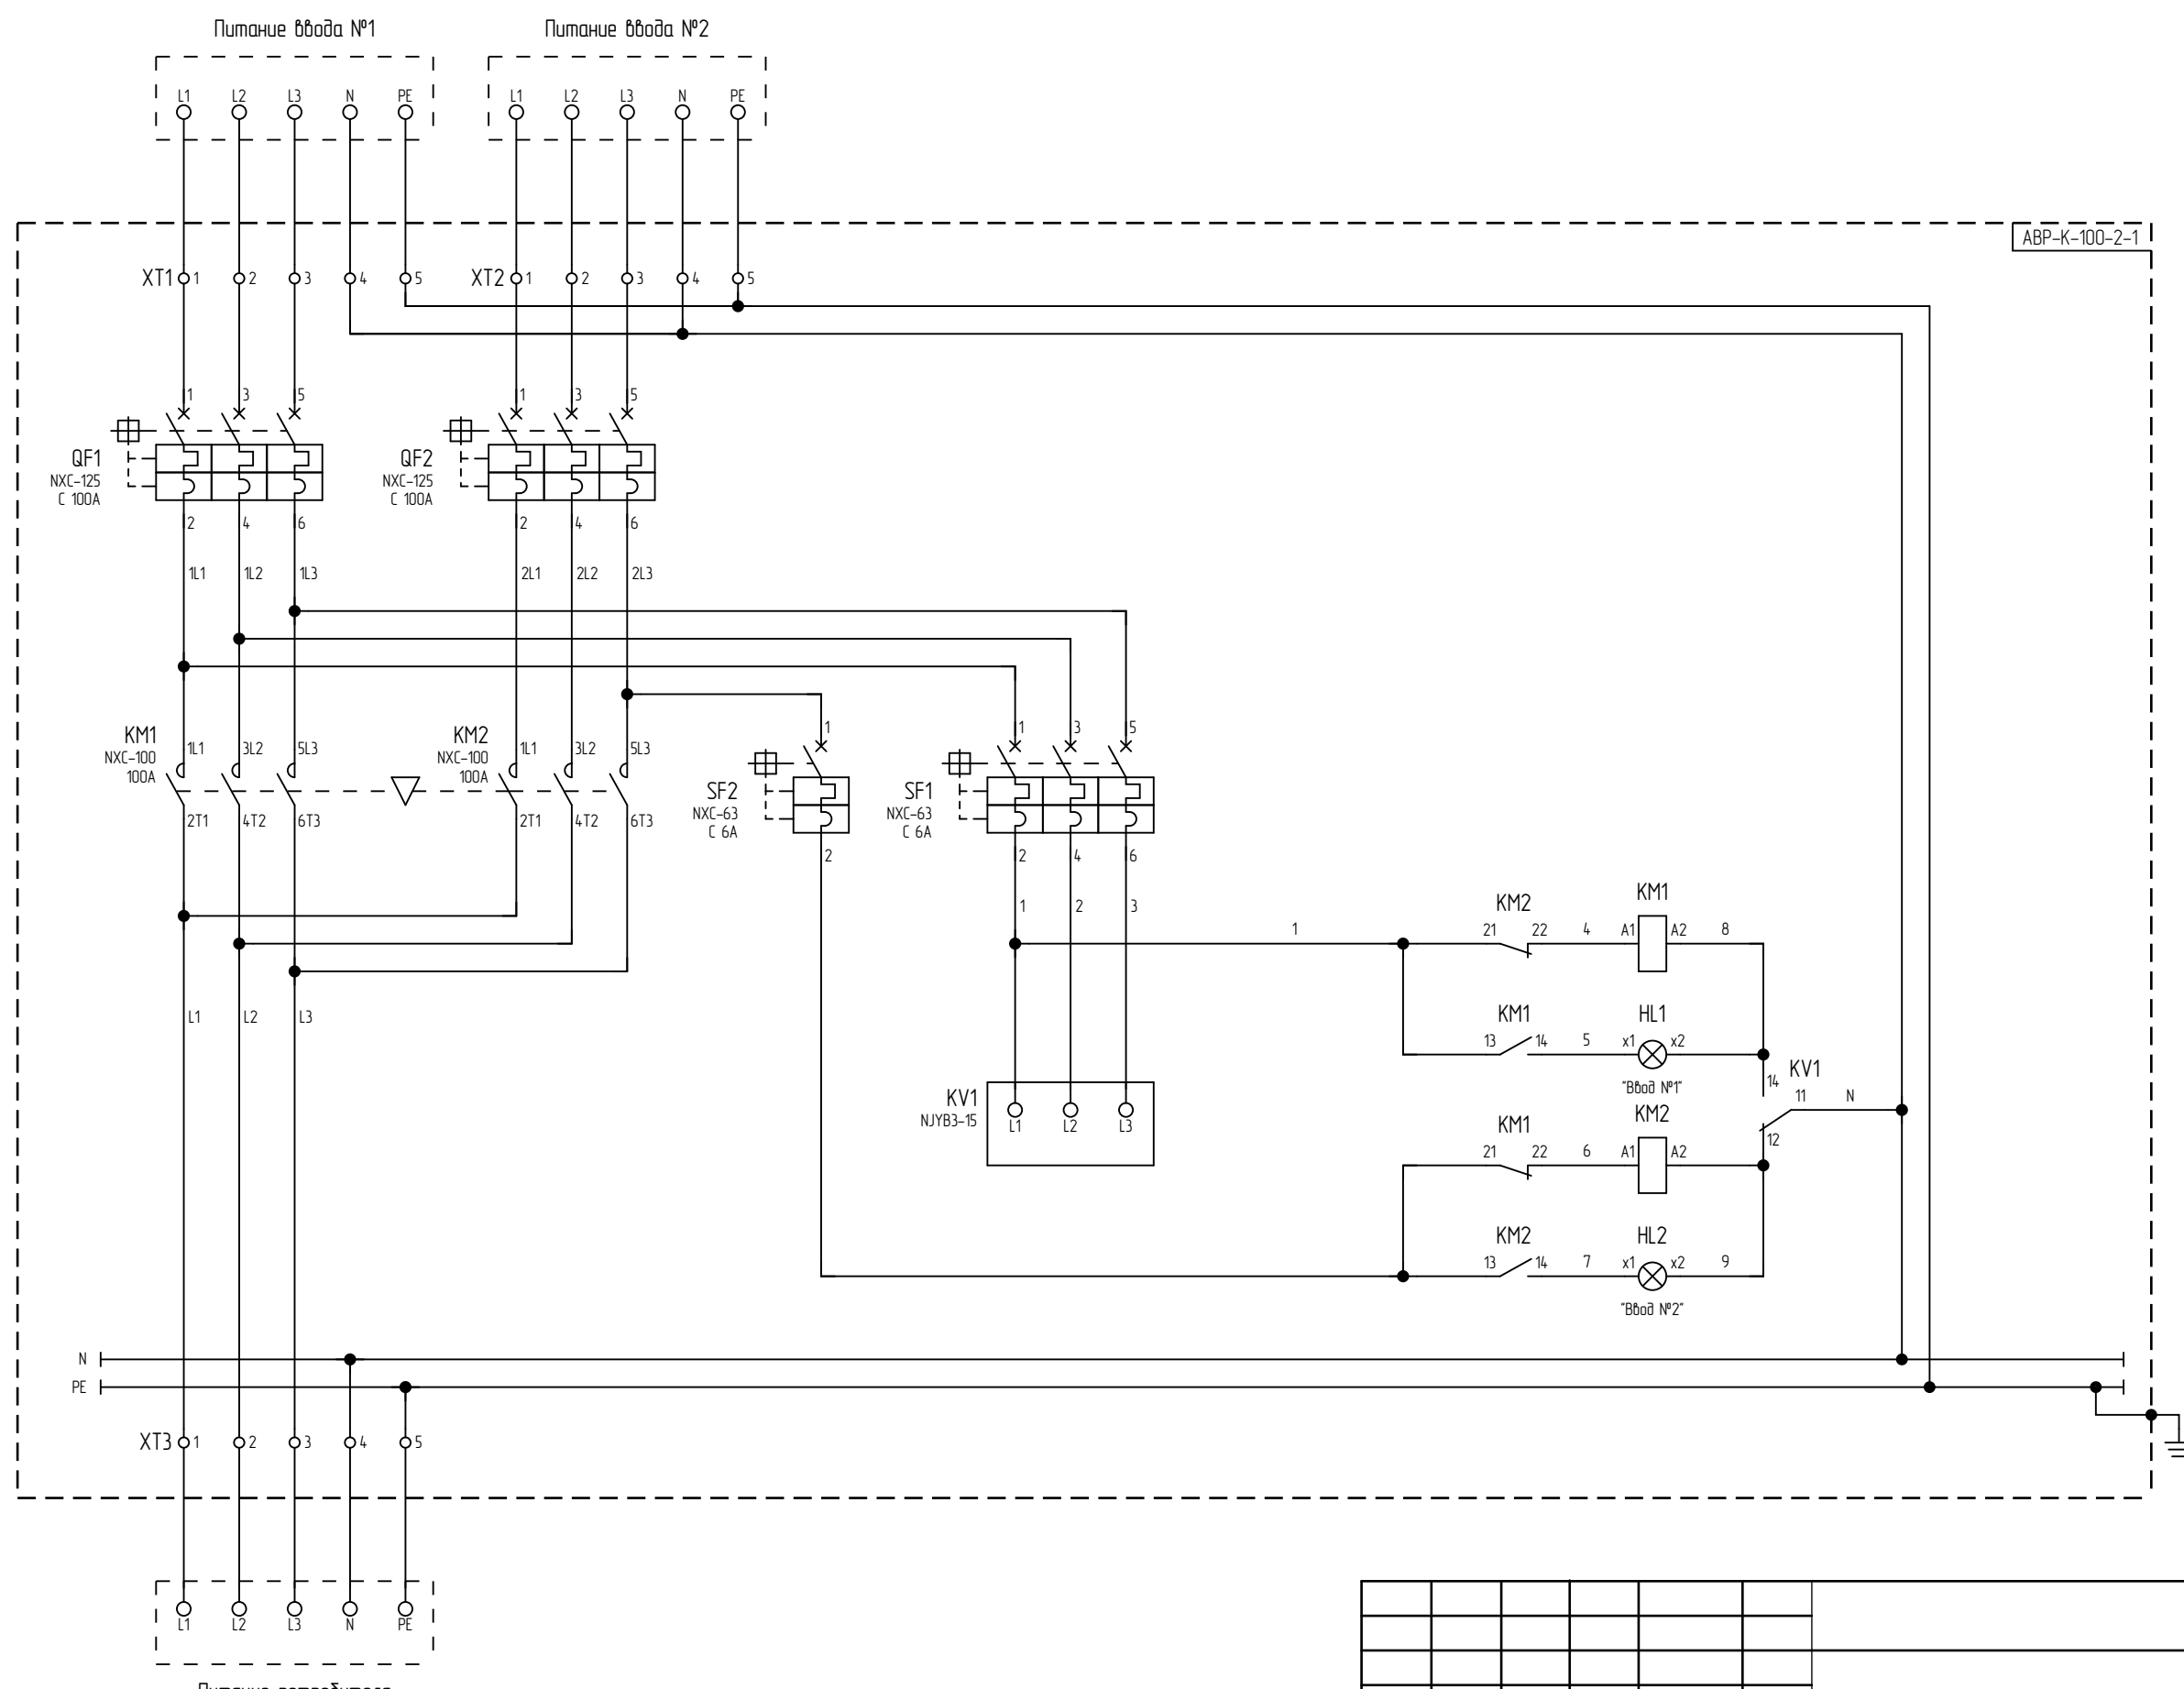 Питание ввода №1
Питание ввода №2
L1 L2 L3 N PE
L1 L2 L3 N PE
АВР-К-100-2-1
XT1 1 2 3 4 5
XT2 1 2 3 4 5
1 3 5
1 3 5
QF1
NXC-125
C 100A
QF2
NXC-125
C 100A
2 4 6
2 4 6
1L1 1L2 1L3
2L1 2L2 2L3
KM1
NXC-100
100A
1L1 3L2 5L3
KM2
NXC-100
100A
1L1 3L2 5L3
2T1 4T2 6T3
2T1 4T2 6T3
1
SF2
NXC-63
C 6A
2
1 3 5
SF1
NXC-63
C 6A
2 4 6
1 2 3
1
KM2
21 22 4
KM1
A1 A2 8
L1 L2 L3
KM1
13 14 5
HL1
x1 x2
"Ввод №1"
KV1
14
11 N
12
KV1
NJYB3-15
L1 L2 L3
KM1
21 22 6
KM2
A1 A2
KM2
13 14 7
HL2
x1 x2 9
"Ввод №2"
N
PE
XT3 1 2 3 4 5
L1 L2 L3 N PE
Питание потребителя